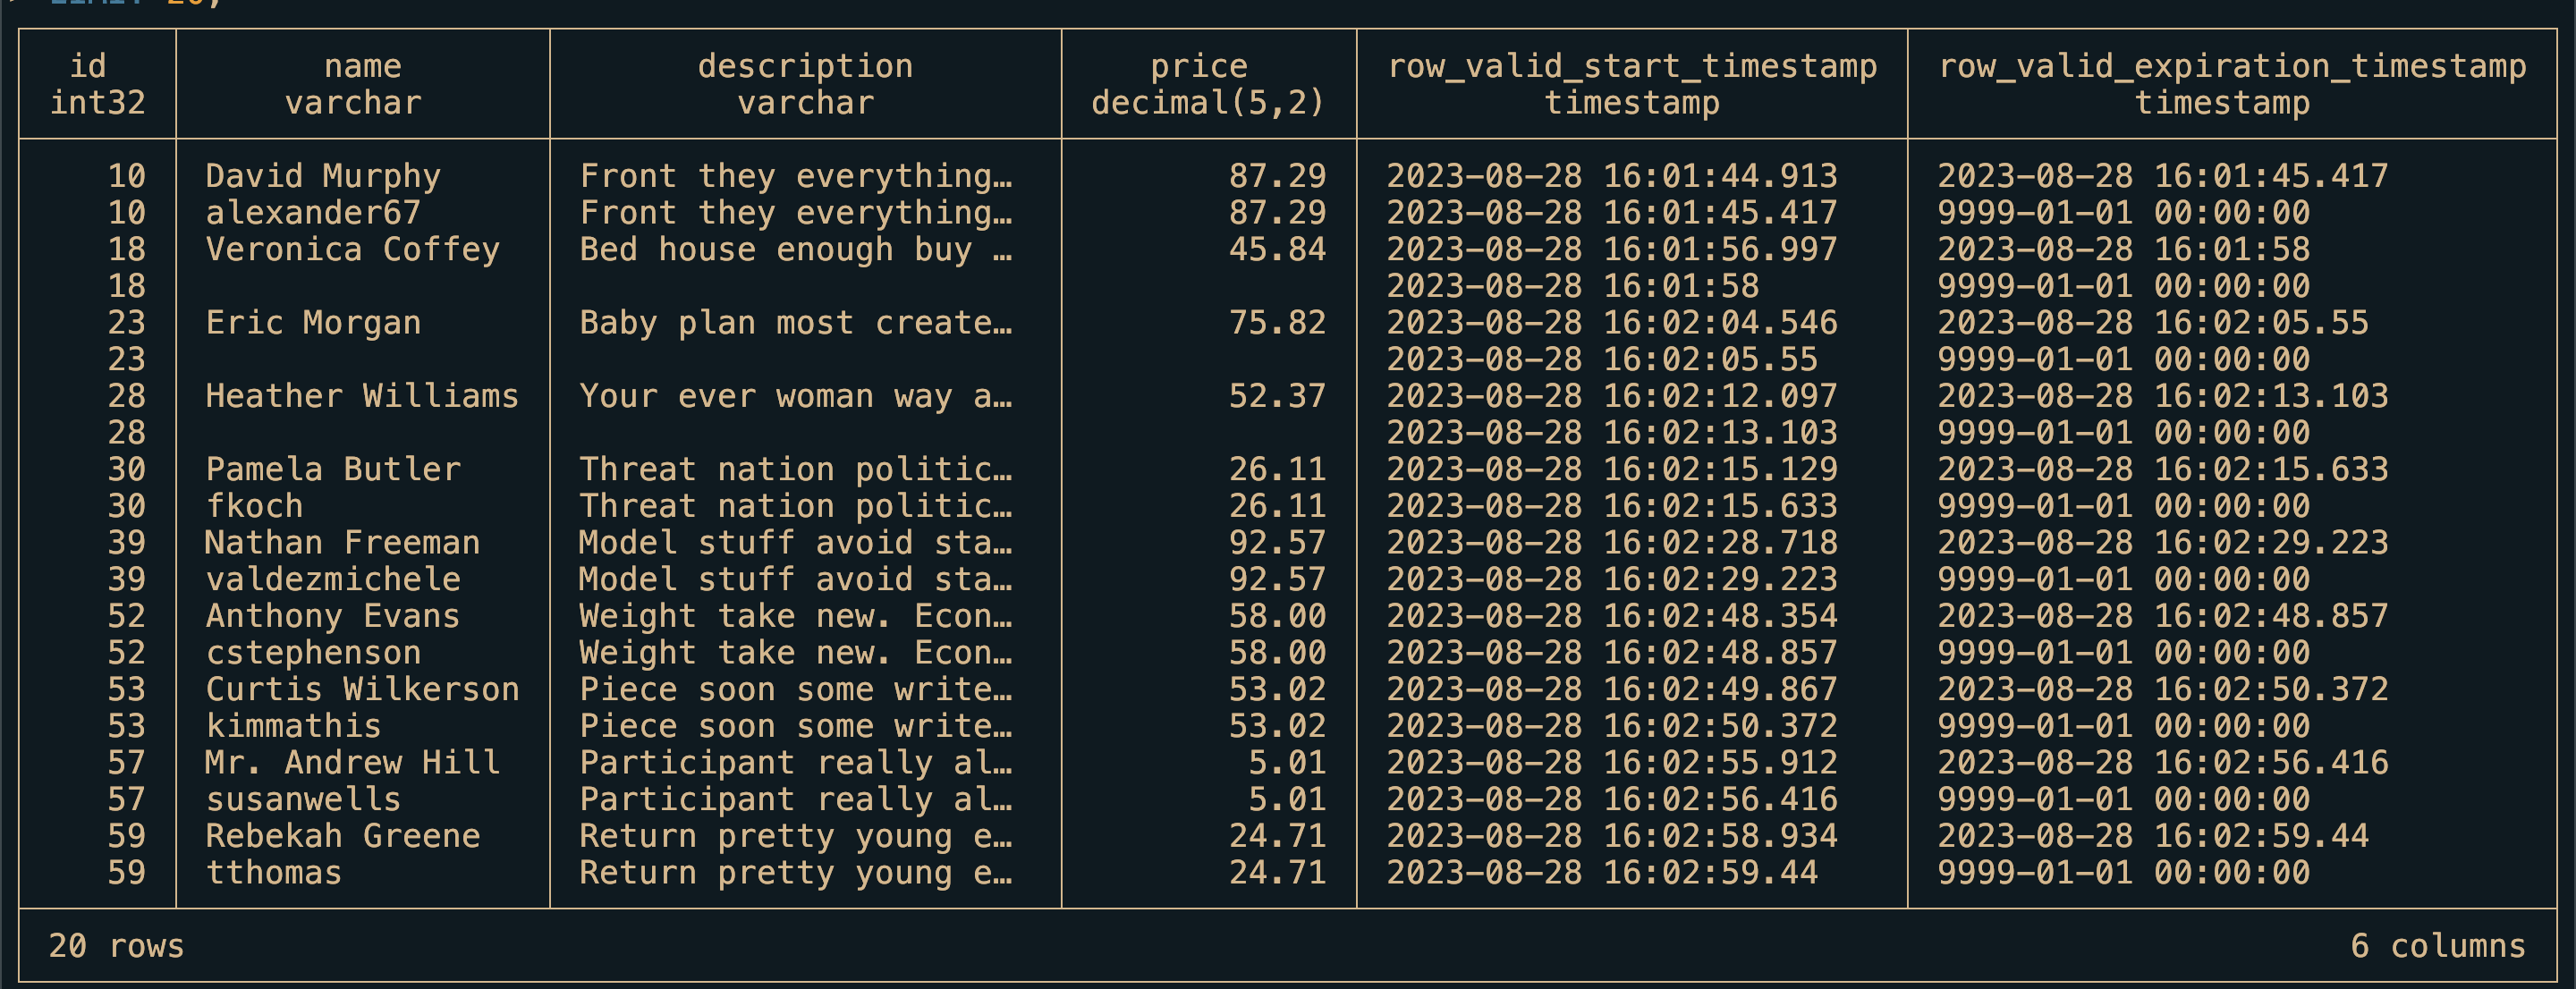 LIMIT 20;
id name description price row_valid_start_timestamp row_valid_expiration_timestamp
int32 varchar varchar decimal(5,2) timestamp timestamp
10 David Murphy Front they everything… 87.29 2023-08-28 16:01:44.913 2023-08-28 16:01:45.417
10 alexander67 Front they everything… 87.29 2023-08-28 16:01:45.417 9999-01-01 00:00:00
18 Veronica Coffey Bed house enough buy … 45.84 2023-08-28 16:01:56.997 2023-08-28 16:01:58
18 2023-08-28 16:01:58 9999-01-01 00:00:00
23 Eric Morgan Baby plan most create… 75.82 2023-08-28 16:02:04.546 2023-08-28 16:02:05.55
23 2023-08-28 16:02:05.55 9999-01-01 00:00:00
28 Heather Williams Your ever woman way a… 52.37 2023-08-28 16:02:12.097 2023-08-28 16:02:13.103
28 2023-08-28 16:02:13.103 9999-01-01 00:00:00
30 Pamela Butler Threat nation politic… 26.11 2023-08-28 16:02:15.129 2023-08-28 16:02:15.633
30 fkoch Threat nation politic… 26.11 2023-08-28 16:02:15.633 9999-01-01 00:00:00
39 Nathan Freeman Model stuff avoid sta… 92.57 2023-08-28 16:02:28.718 2023-08-28 16:02:29.223
39 valdezmichele Model stuff avoid sta… 92.57 2023-08-28 16:02:29.223 9999-01-01 00:00:00
52 Anthony Evans Weight take new. Econ… 58.00 2023-08-28 16:02:48.354 2023-08-28 16:02:48.857
52 cstephenson Weight take new. Econ… 58.00 2023-08-28 16:02:48.857 9999-01-01 00:00:00
53 Curtis Wilkerson Piece soon some write… 53.02 2023-08-28 16:02:49.867 2023-08-28 16:02:50.372
53 kimmathis Piece soon some write… 53.02 2023-08-28 16:02:50.372 9999-01-01 00:00:00
57 Mr. Andrew Hill Participant really al… 5.01 2023-08-28 16:02:55.912 2023-08-28 16:02:56.416
57 susanwells Participant really al… 5.01 2023-08-28 16:02:56.416 9999-01-01 00:00:00
59 Rebekah Greene Return pretty young e… 24.71 2023-08-28 16:02:58.934 2023-08-28 16:02:59.44
59 tthomas Return pretty young e… 24.71 2023-08-28 16:02:59.44 9999-01-01 00:00:00
20 rows 6 columns